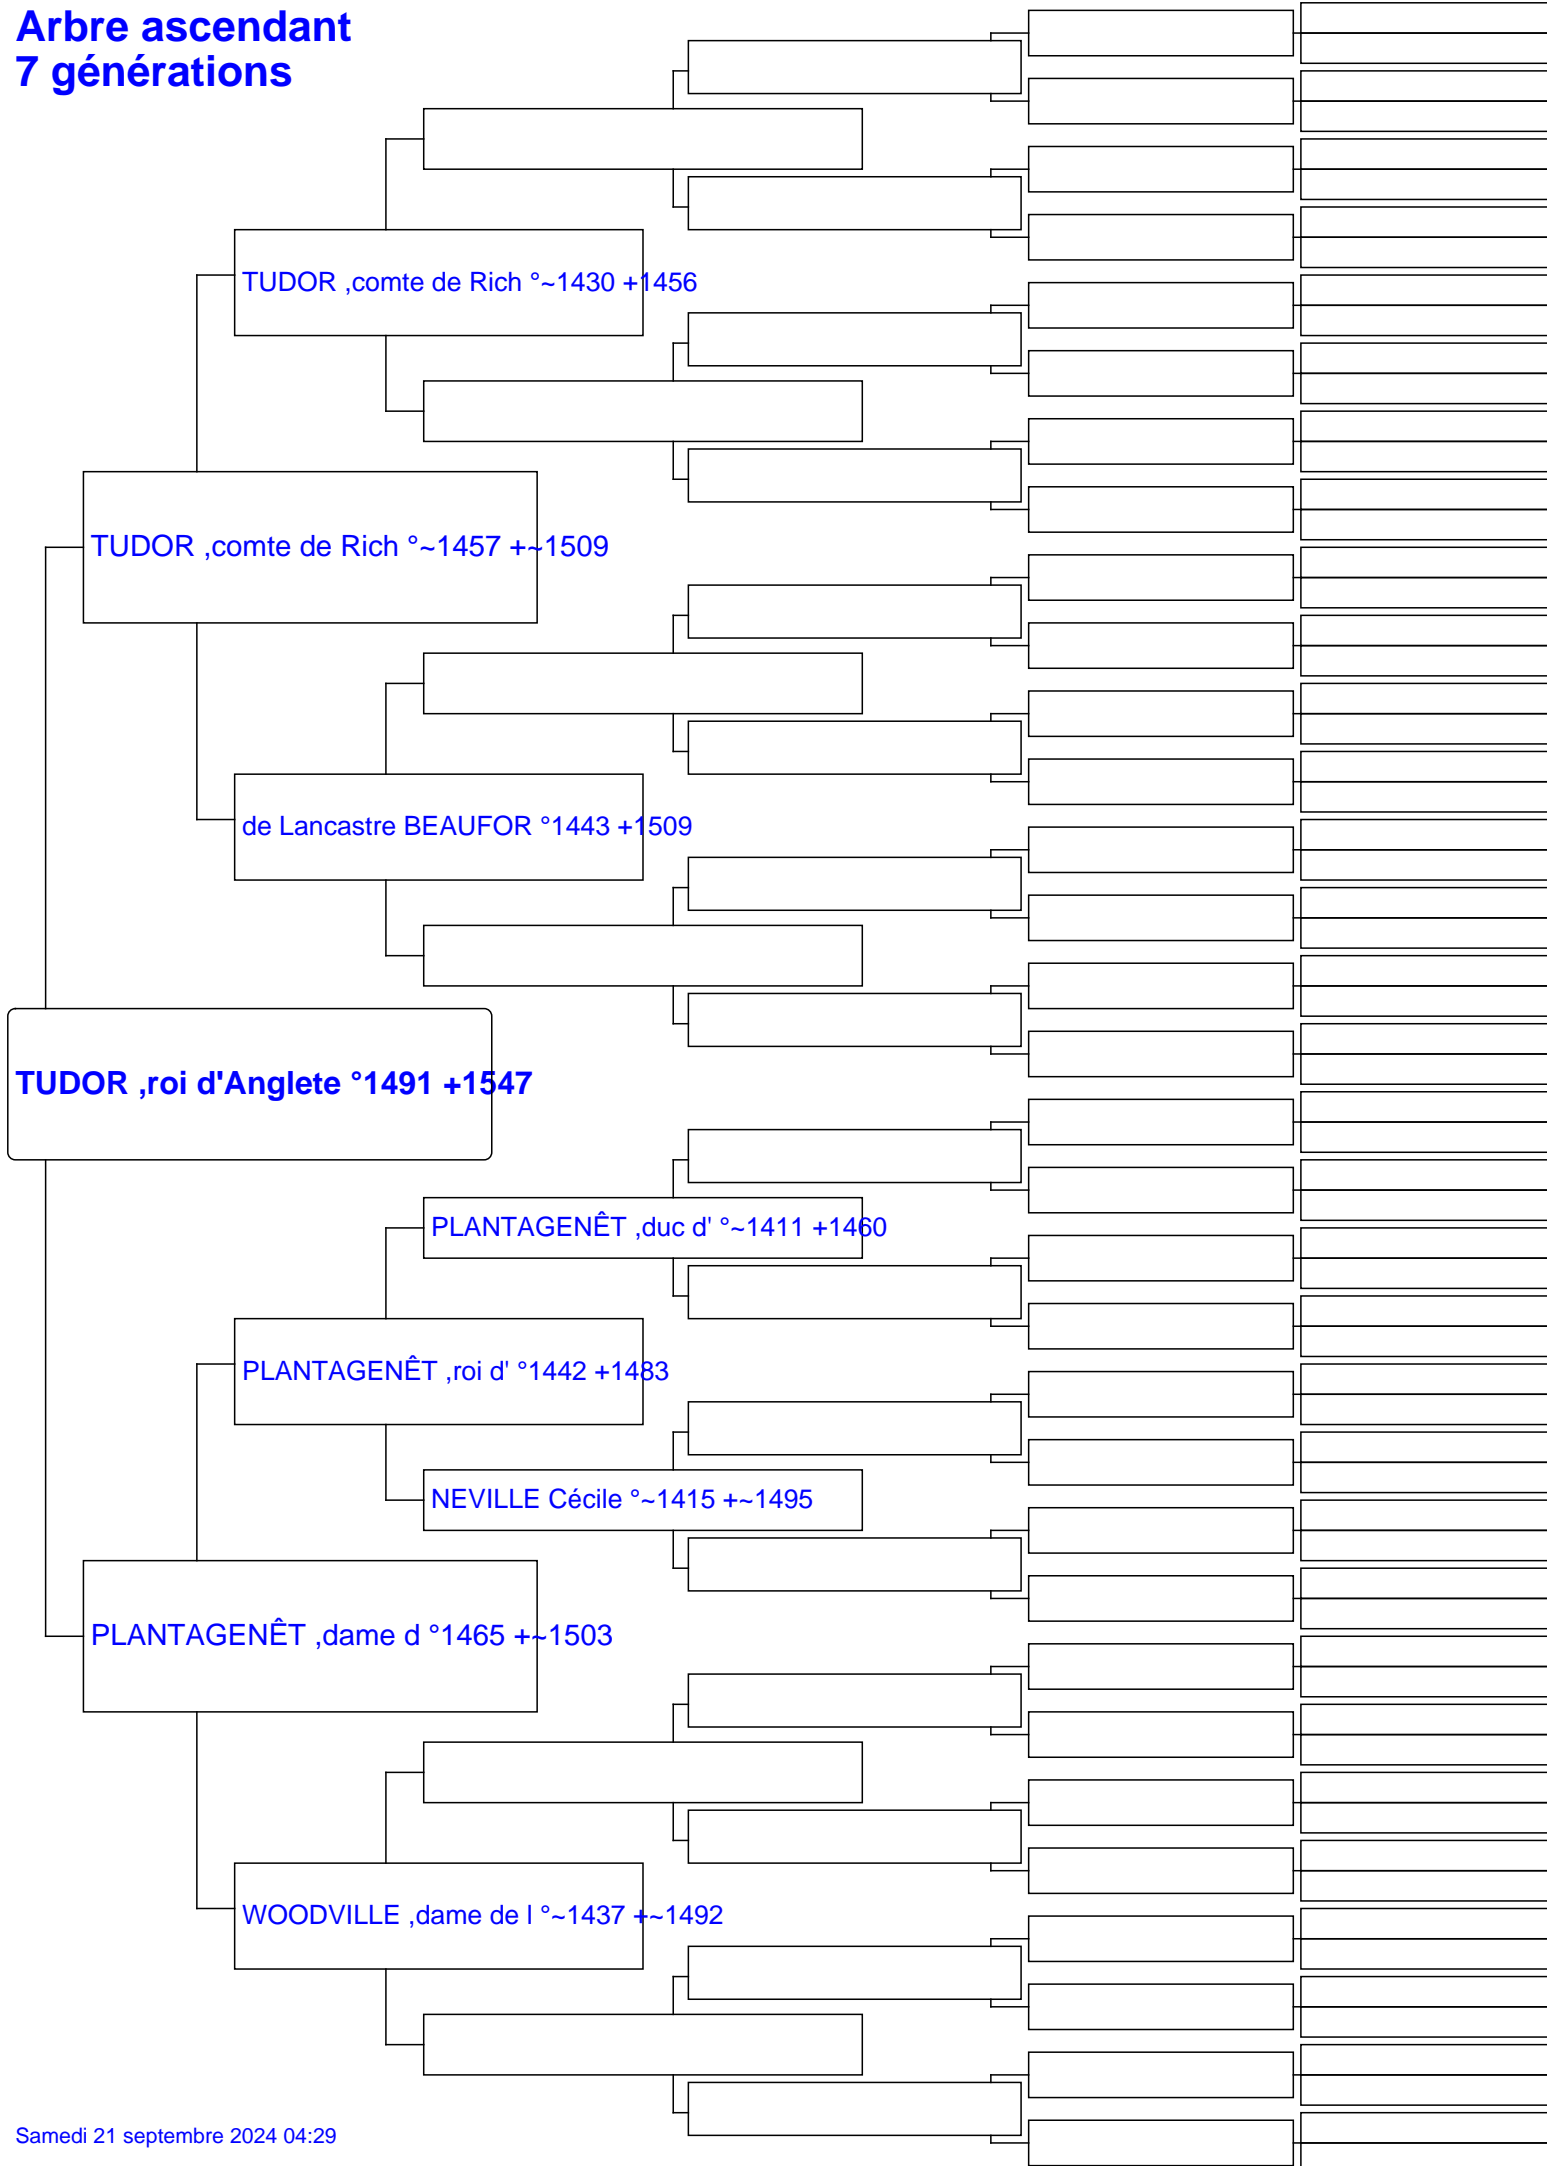 Arbre ascendant
7 générations
TUDOR ,comte de Rich °~1430 +1456
TUDOR ,comte de Rich °~1457 +~1509
de Lancastre BEAUFOR °1443 +1509
TUDOR ,roi d'Anglete °1491 +1547
PLANTAGENÊT ,duc d' °~1411 +1460
PLANTAGENÊT ,roi d' °1442 +1483
NEVILLE Cécile °~1415 +~1495
PLANTAGENÊT ,dame d °1465 +~1503
WOODVILLE ,dame de l °~1437 +~1492
Samedi 21 septembre 2024 04:29